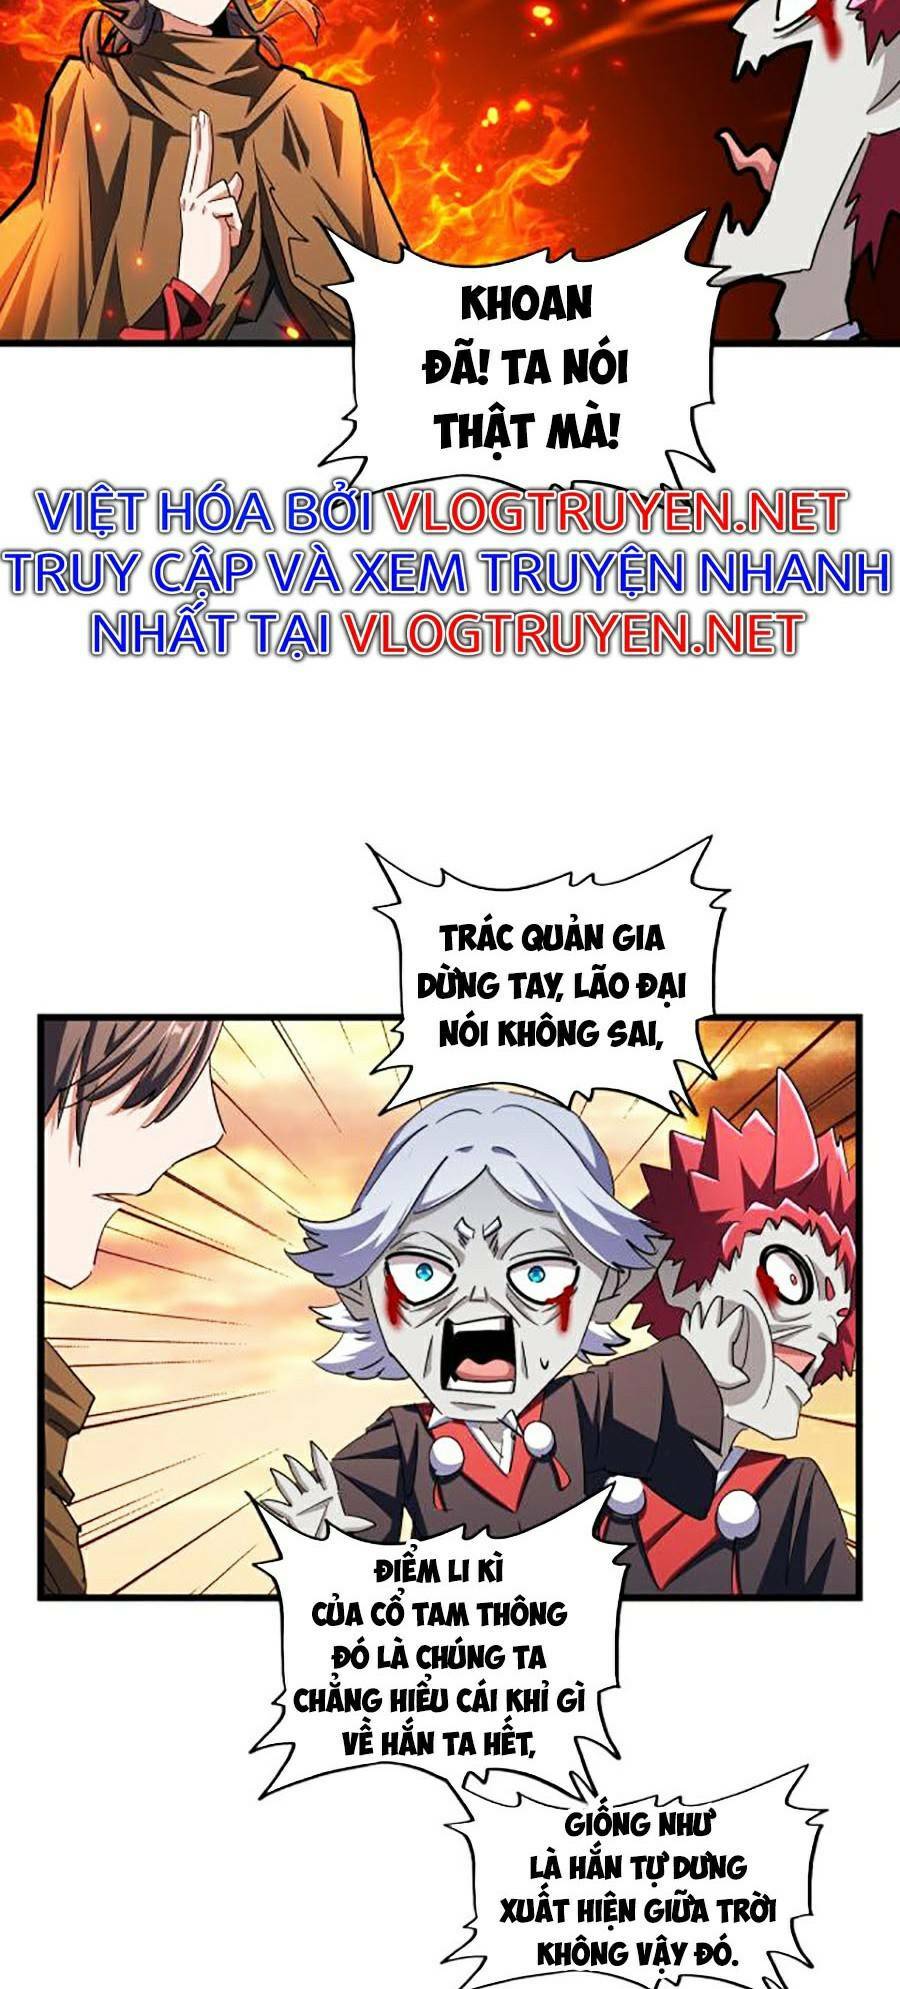 KHOAN
ĐÃ! TA NÓI
THẬT MÀ!
VIỆT HÓA BỞI VLOGTRUYEN.NET
TRUY CẬP VÀ XEM TRUYỆN NHANH
NHẤT TẠI VLOGTRUYEN.NET
TRÁC QUẢN GIA
DỪNG TAY, LÃO ĐẠI
NÓI KHÔNG SAI,
ĐIỂM LI KÌ
CỦA CỔ TAM THÔNG
ĐÓ LÀ CHÚNG TA
CHẲNG HIỂU CÁI KHỈ GÌ
VỀ HẮN TA HẾT,
GIỐNG NHƯ
LÀ HẮN TỰ DƯNG
XUẤT HIỆN GIỮA TRỜI
KHÔNG VẬY ĐÓ.